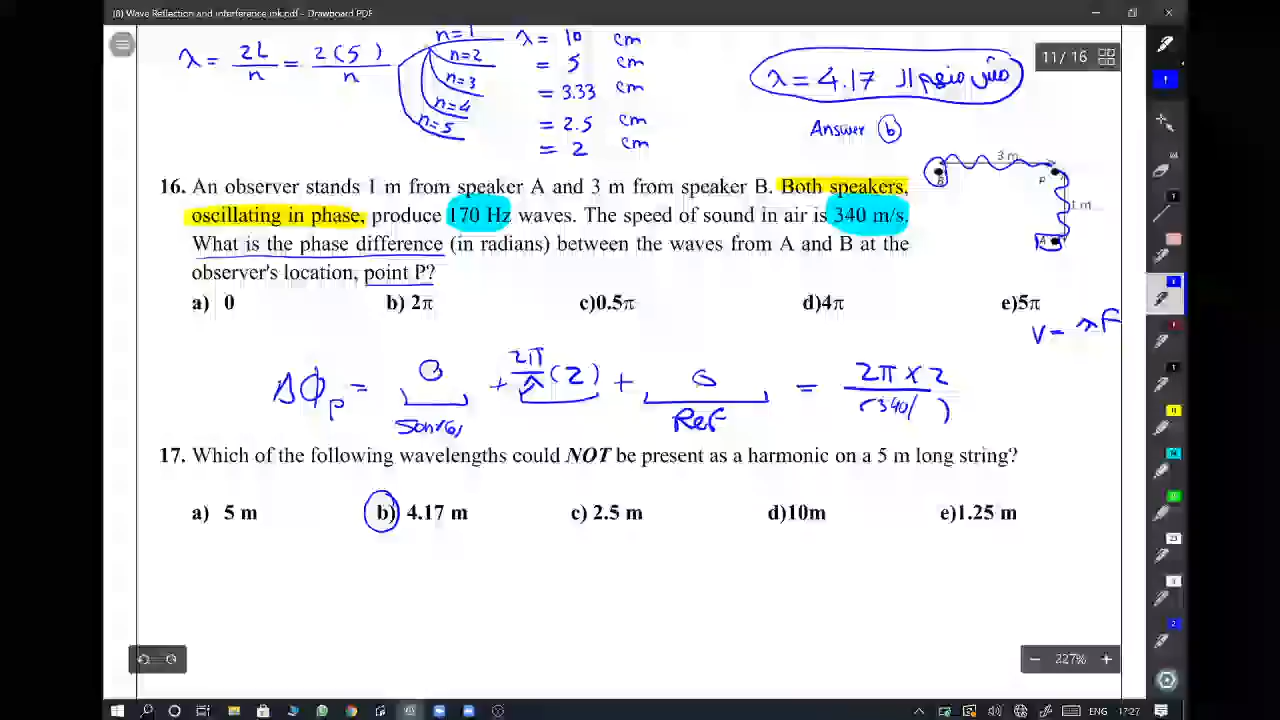 (8) Wave Reflection and interference ink.pdf - Drawboard PDF
11 / 16
λ = 2L/n = 2(5)/n
n=1 λ = 10 cm
n=2 = 5 cm
n=3 = 3.33 cm
n=4 = 2.5 cm
n=5 = 2 cm
λ = 4.17 مش منهم ال
Answer b
3 m
B
P
1 m
A
16. An observer stands 1 m from speaker A and 3 m from speaker B. Both speakers,
oscillating in phase, produce 170 Hz waves. The speed of sound in air is 340 m/s.
What is the phase difference (in radians) between the waves from A and B at the
observer's location, point P?
a) 0 b) 2π c)0.5π d)4π e)5π
v = λF
ΔΦp = 0 + 2π/λ (2) + 0 = 2π × 2 / (340/ )
Ref
17. Which of the following wavelengths could NOT be present as a harmonic on a 5 m long string?
a) 5 m b) 4.17 m c) 2.5 m d)10m e)1.25 m
227%
ENG 17:27